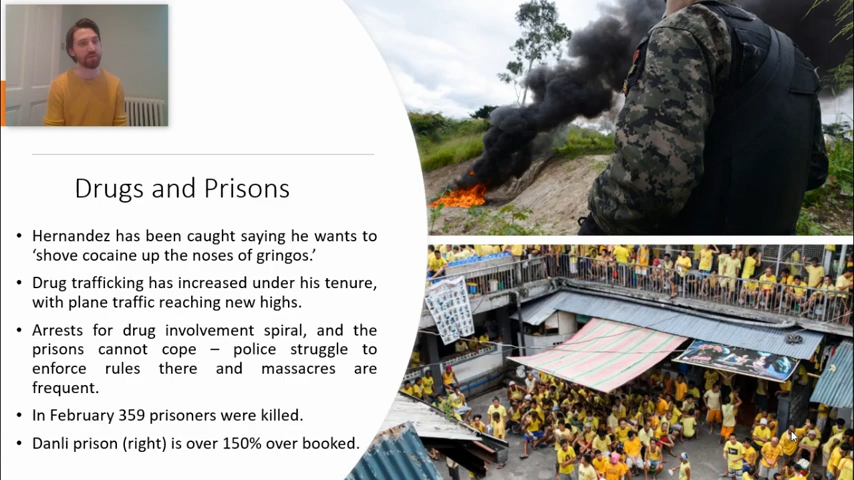 Drugs and Prisons
• Hernandez has been caught saying he wants to
‘shove cocaine up the noses of gringos.’
• Drug trafficking has increased under his tenure,
with plane traffic reaching new highs.
• Arrests for drug involvement spiral, and the
prisons cannot cope – police struggle to
enforce rules there and massacres are
frequent.
• In February 359 prisoners were killed.
• Danli prison (right) is over 150% over booked.